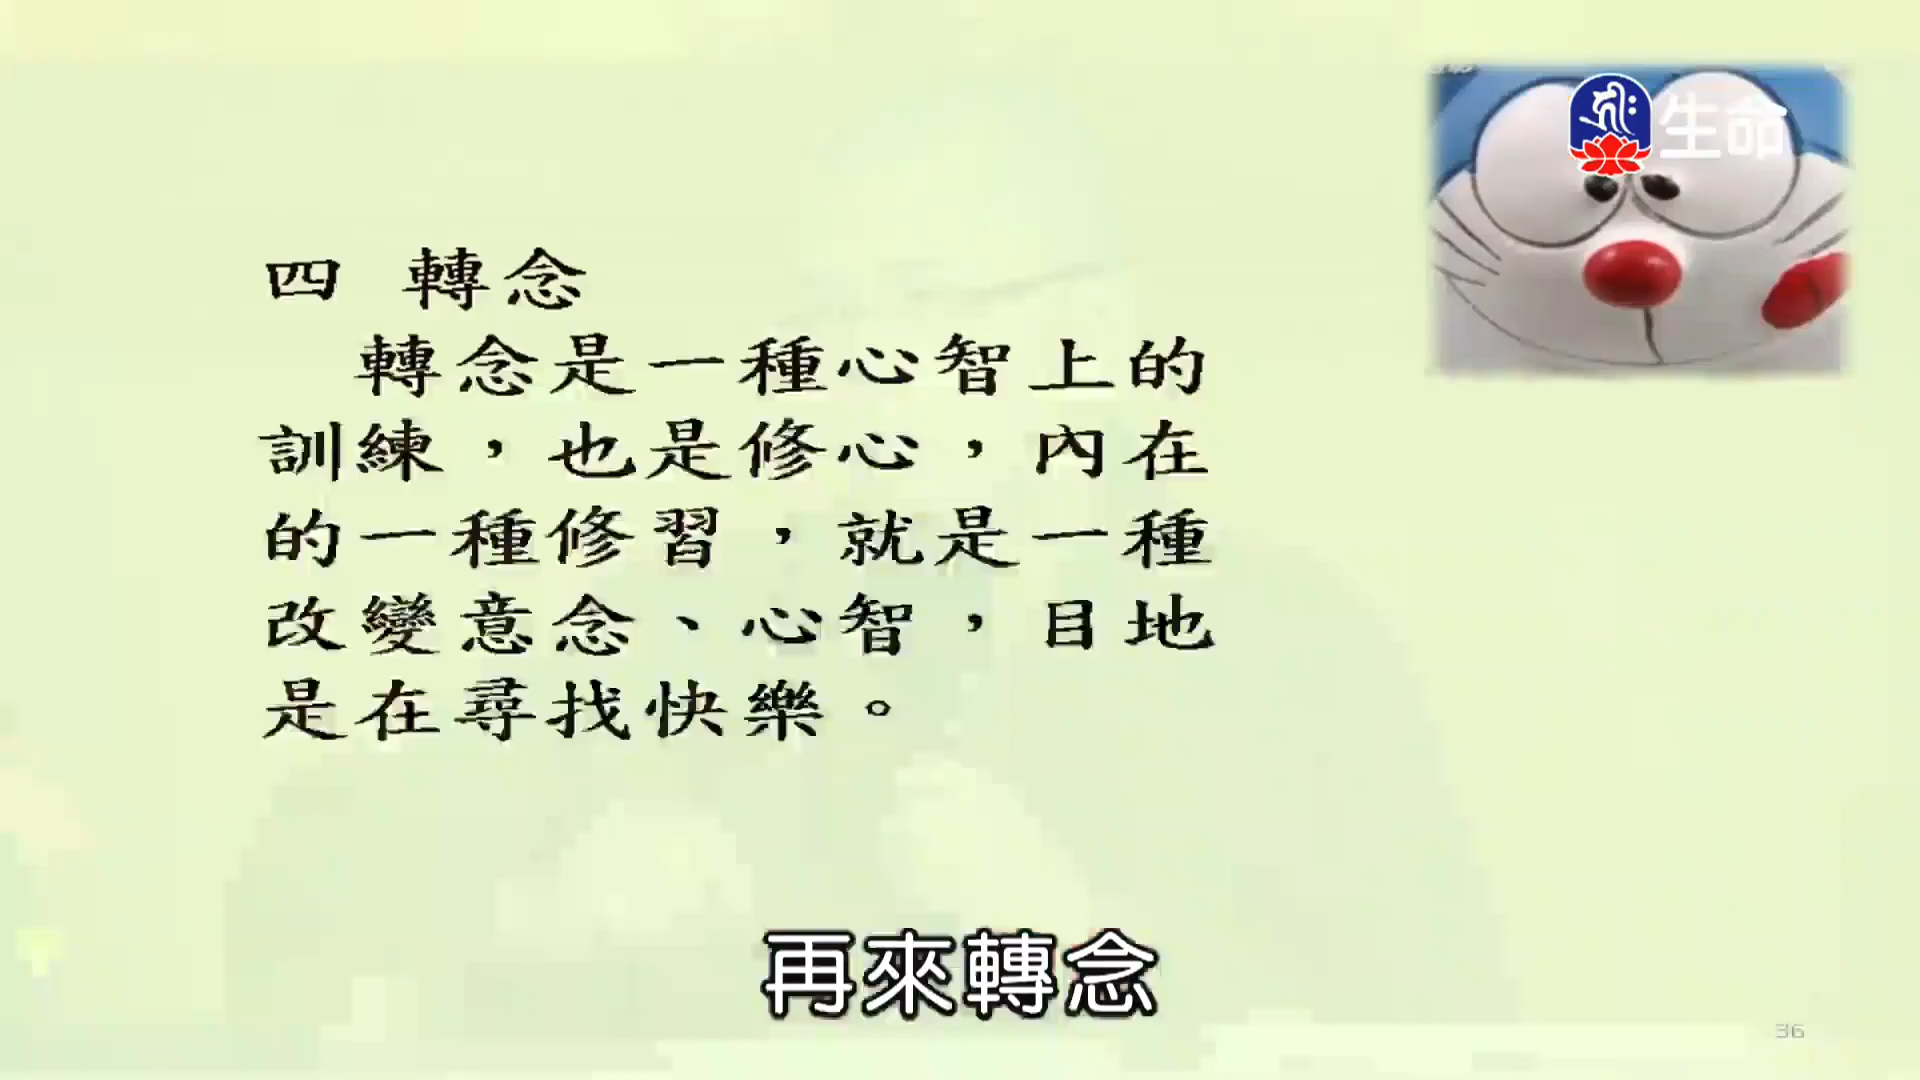 生命
四 轉念
轉念是一種心智上的
訓練，也是修心，內在
的一種修習，就是一種
改變意念、心智，目地
是在尋找快樂。
再來轉念
36